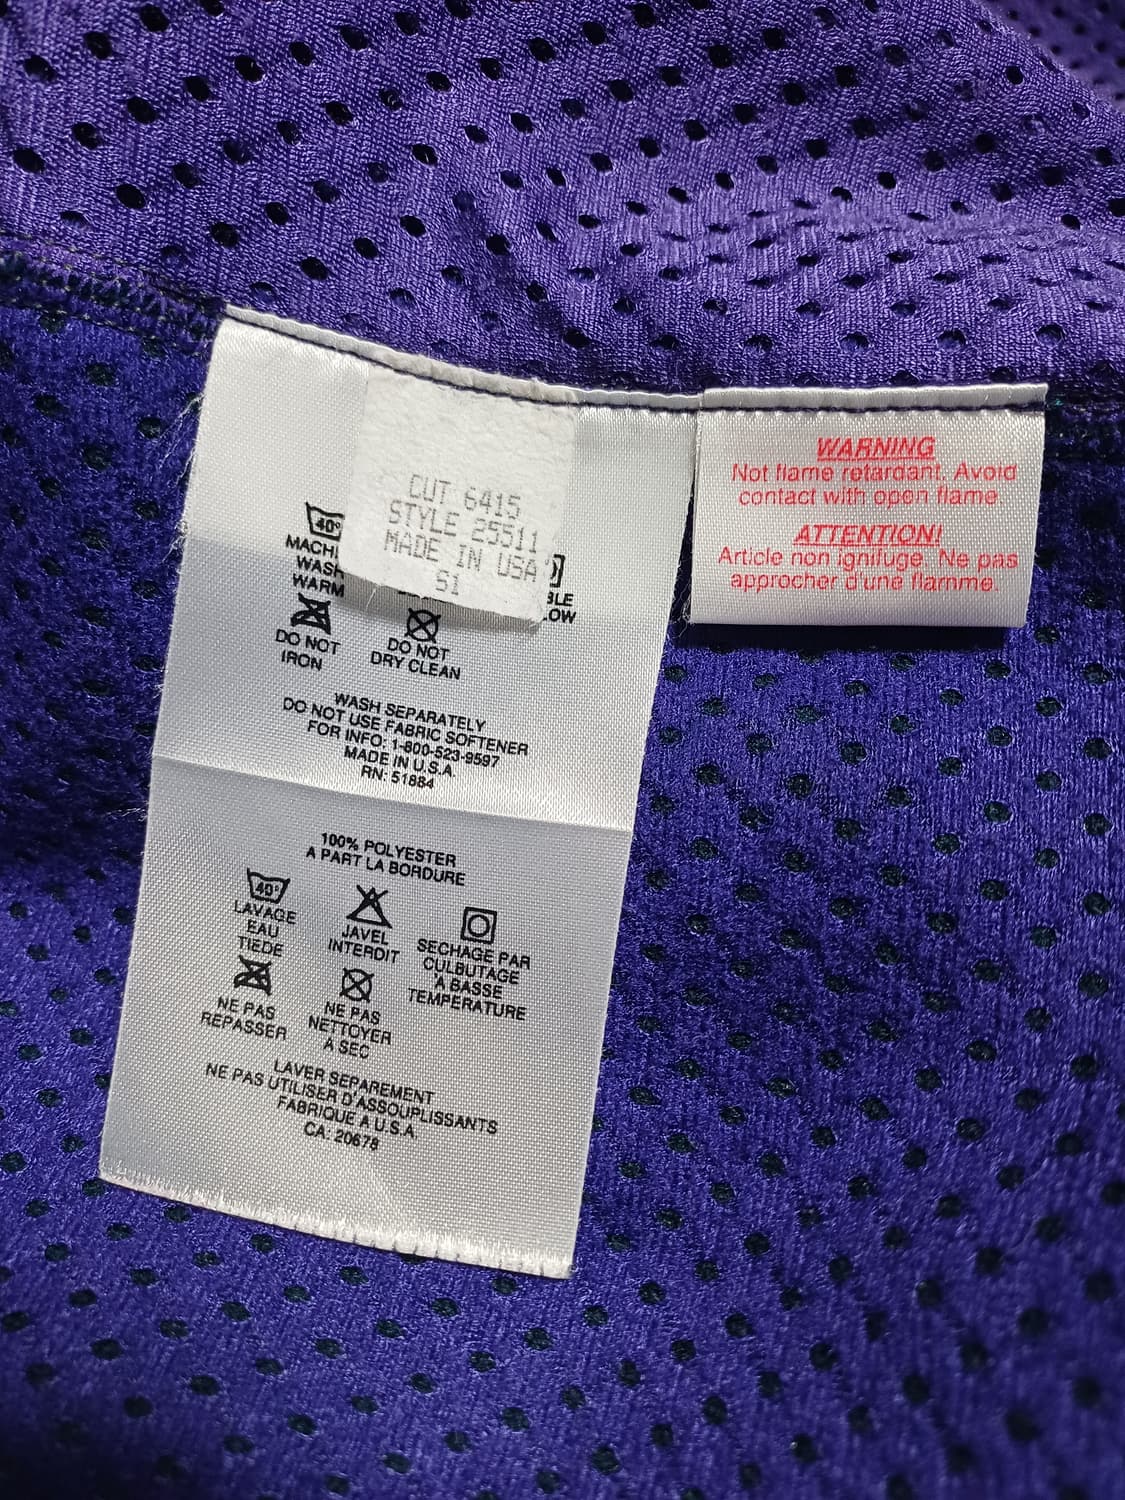 CUT 6415
STYLE 25511
MADE IN USA
S1
40°
WASH
WARM
DO NOT
IRON
DO NOT
DRY CLEAN
WASH SEPARATELY
DO NOT USE FABRIC SOFTENER
FOR INFO: 1-800-523-9597
MADE IN U.S.A.
RN: 51884
100% POLYESTER
A PART LA BORDURE
40°
LAVAGE
EAU
TIEDE
JAVEL
INTERDIT
SECHAGE PAR
CULBUTAGE
'A BASSE
TEMPERATURE
NE PAS
REPASSER
NE PAS
NETTOYER
A SEC
LAVER SEPAREMENT
NE PAS UTILISER D'ASSOUPLISSANTS
FABRIQUE A U.S.A
CA: 20678
WARNING
Not flame retardant. Avoid
contact with open flame
ATTENTION!
Article non ignifuge. Ne pas
approcher d'une flamme.